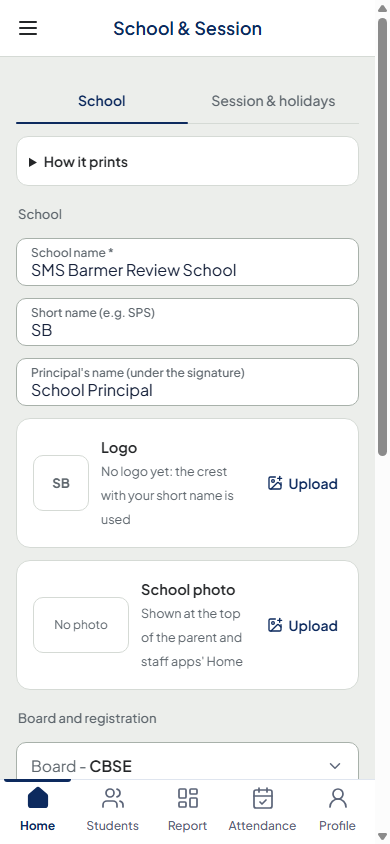 School & Session
School
Session & holidays
How it prints
School
School name *
SMS Barmer Review School
Short name (e.g. SPS)
SB
Principal's name (under the signature)
School Principal
SB
Logo
No logo yet: the crest
with your short name is
used
Upload
No photo
School photo
Shown at the top
of the parent and
staff apps' Home
Upload
Board and registration
Board - CBSE
Home
Students
Report
Attendance
Profile